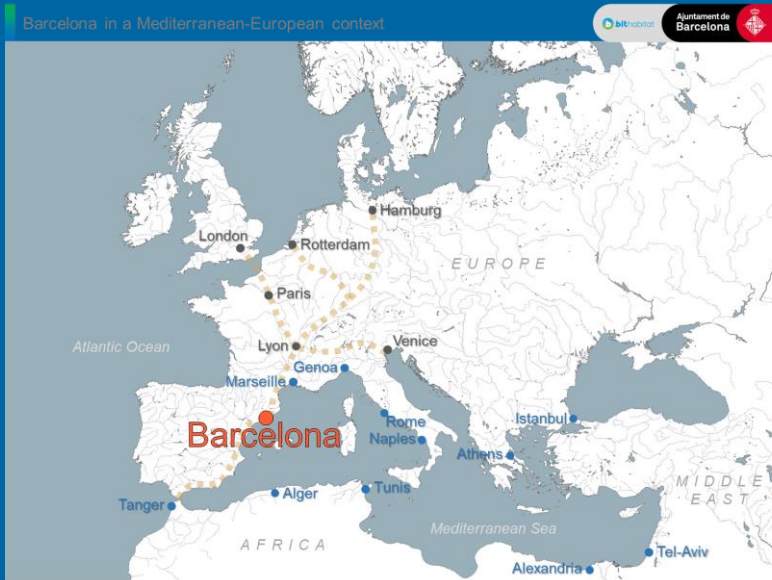 Barcelona in a Mediterranean-European context
bithabitat
Ajuntament de
Barcelona
Hamburg
London
Rotterdam
EUROPE
Paris
Atlantic Ocean
Lyon
Venice
Genoa
Marseille
Barcelona
Rome
Istanbul
Naples
Athens
MIDDLE
EAST
Tanger
Alger
Tunis
Mediterranean Sea
AFRICA
Tel-Aviv
Alexandria